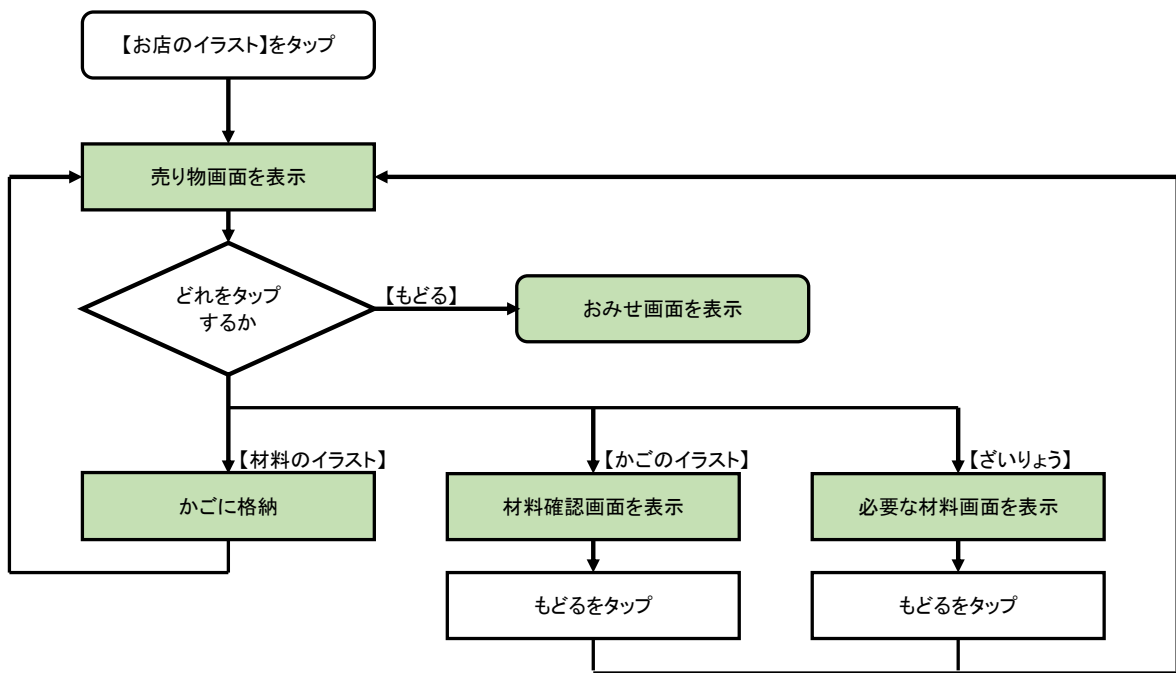 【お店のイラスト】をタップ
売り物画面を表示
どれをタップ
するか
【もどる】
おみせ画面を表示
【材料のイラスト】
【かごのイラスト】
【ざいりょう】
かごに格納
材料確認画面を表示
必要な材料画面を表示
もどるをタップ
もどるをタップ